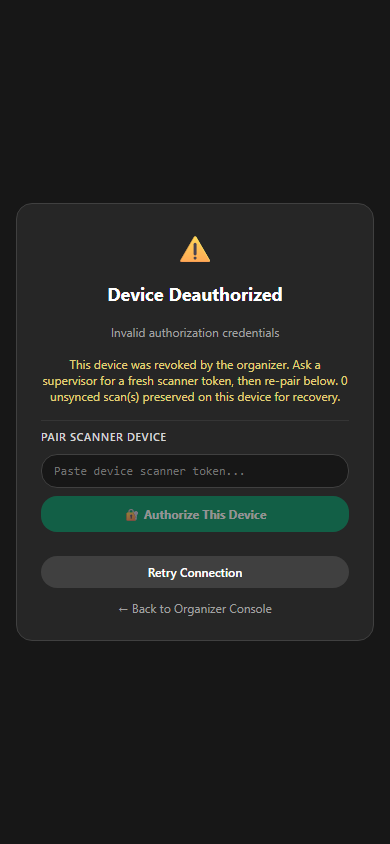 Device Deauthorized
Invalid authorization credentials
This device was revoked by the organizer. Ask a
supervisor for a fresh scanner token, then re-pair below. 0
unsynced scan(s) preserved on this device for recovery.
PAIR SCANNER DEVICE
Paste device scanner token...
🔐 Authorize This Device
Retry Connection
← Back to Organizer Console